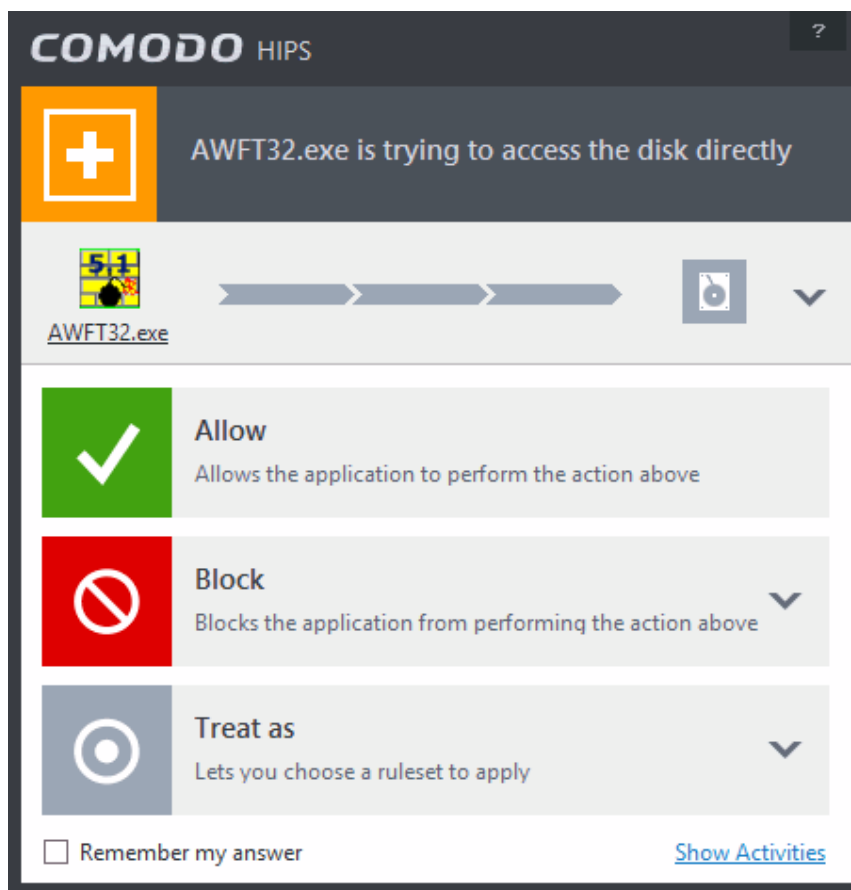 COMODO HIPS
?
AWFT32.exe is trying to access the disk directly
5.1
AWFT32.exe
Allow
Allows the application to perform the action above
Block
Blocks the application from performing the action above
Treat as
Lets you choose a ruleset to apply
Remember my answer
Show Activities